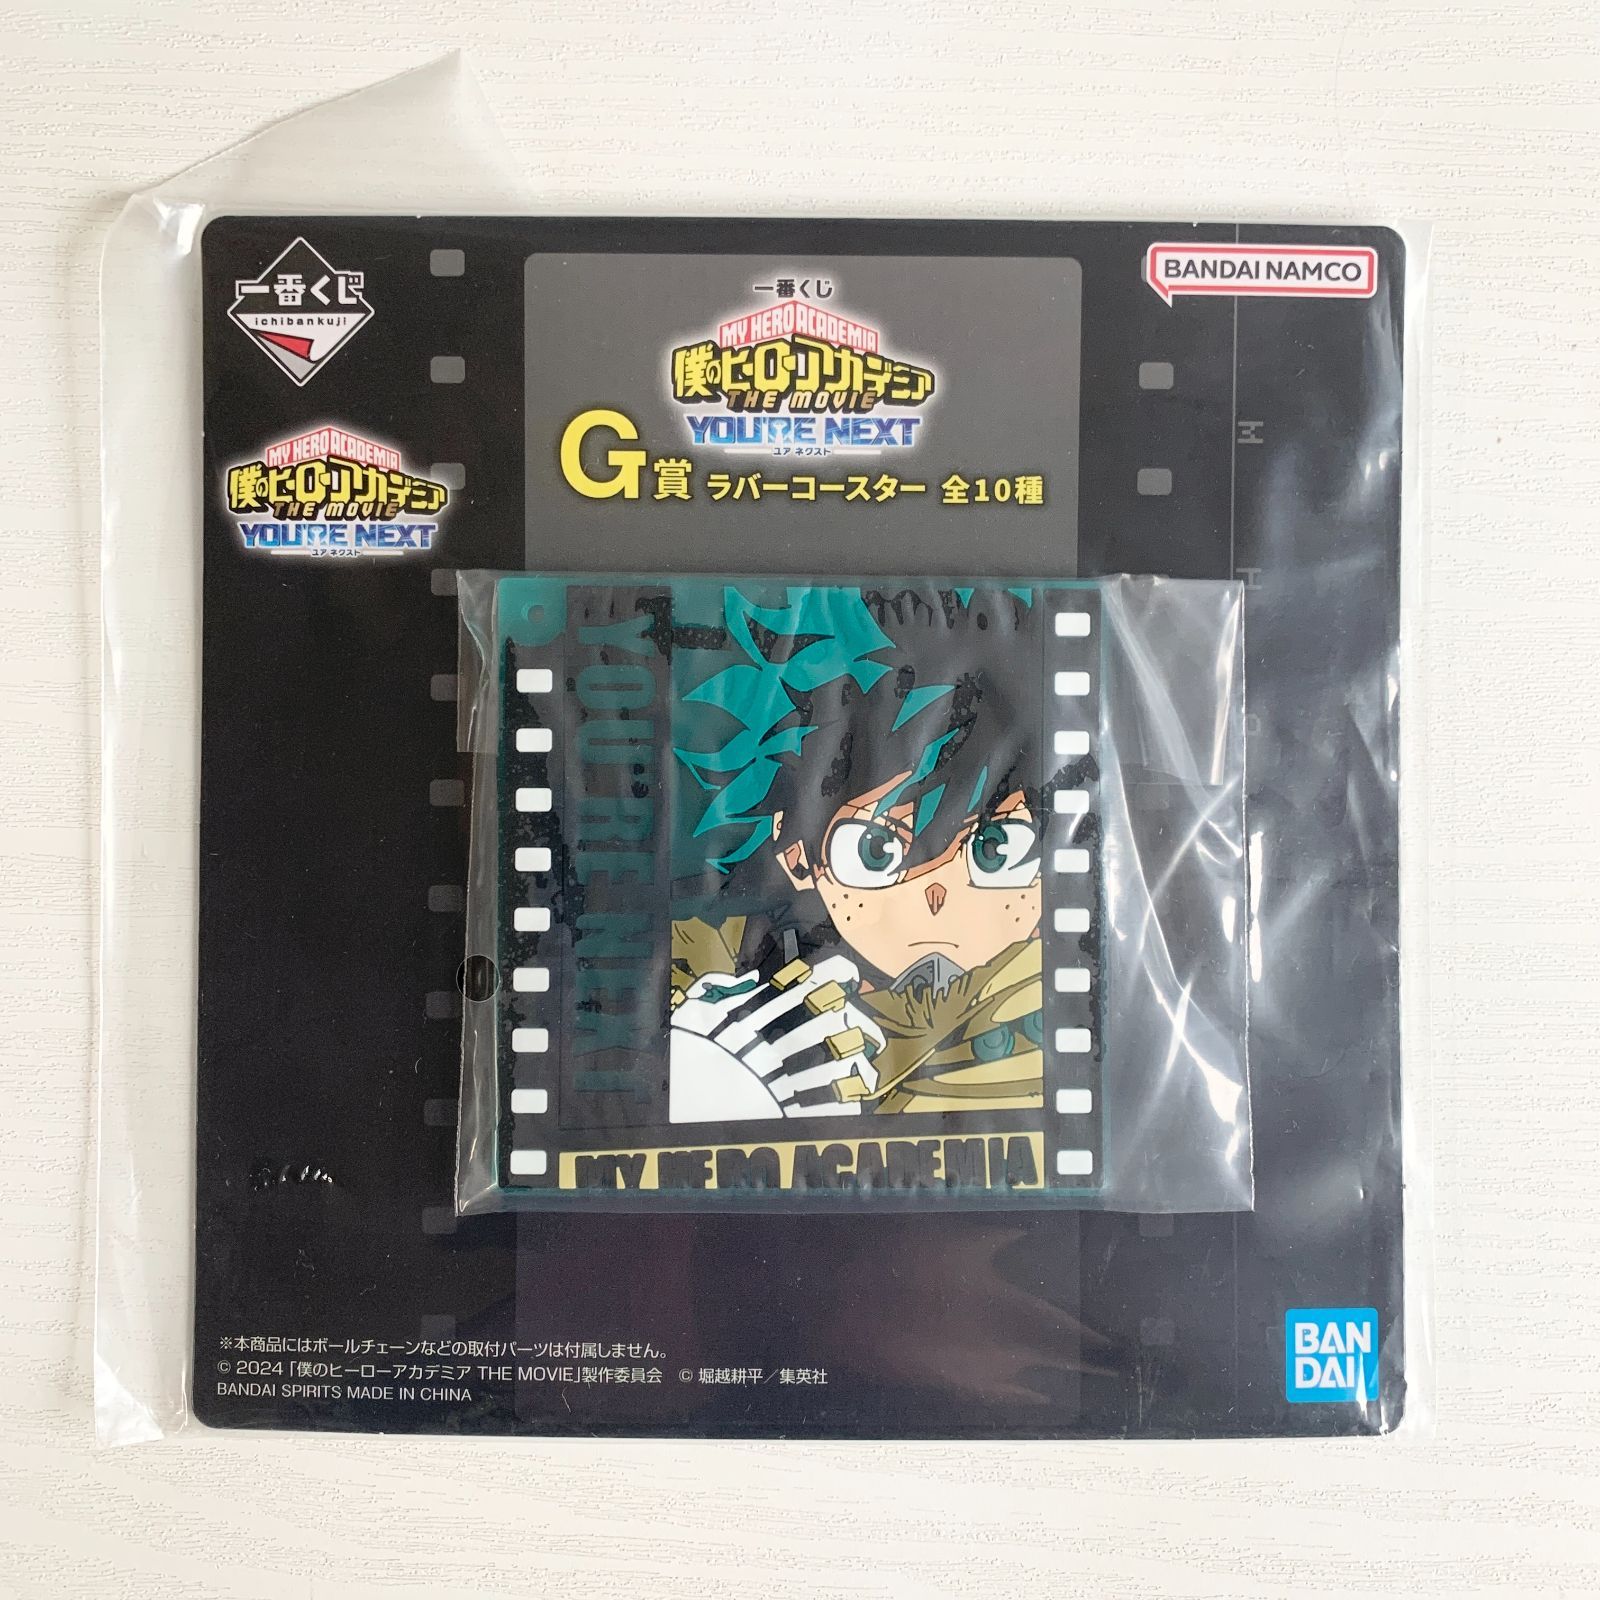 一番くじ
ichibankuji
MY HERO ACADEMIA
僕のヒーローアカデミア
THE MOVIE
YOU'RE NEXT
ユア ネクスト
一番くじ
MY HERO ACADEMIA
僕のヒーローアカデミア
THE MOVIE
YOU'RE NEXT
ユア ネクスト
G賞 ラバーコースター 全10種
BANDAI NAMCO
YOU'RE NEXT
MY HERO ACADEMIA
※本商品にはボールチェーンなどの取付パーツは付属しません。
© 2024「僕のヒーローアカデミア THE MOVIE」製作委員会 © 堀越耕平／集英社
BANDAI SPIRITS MADE IN CHINA
BAN
DAI